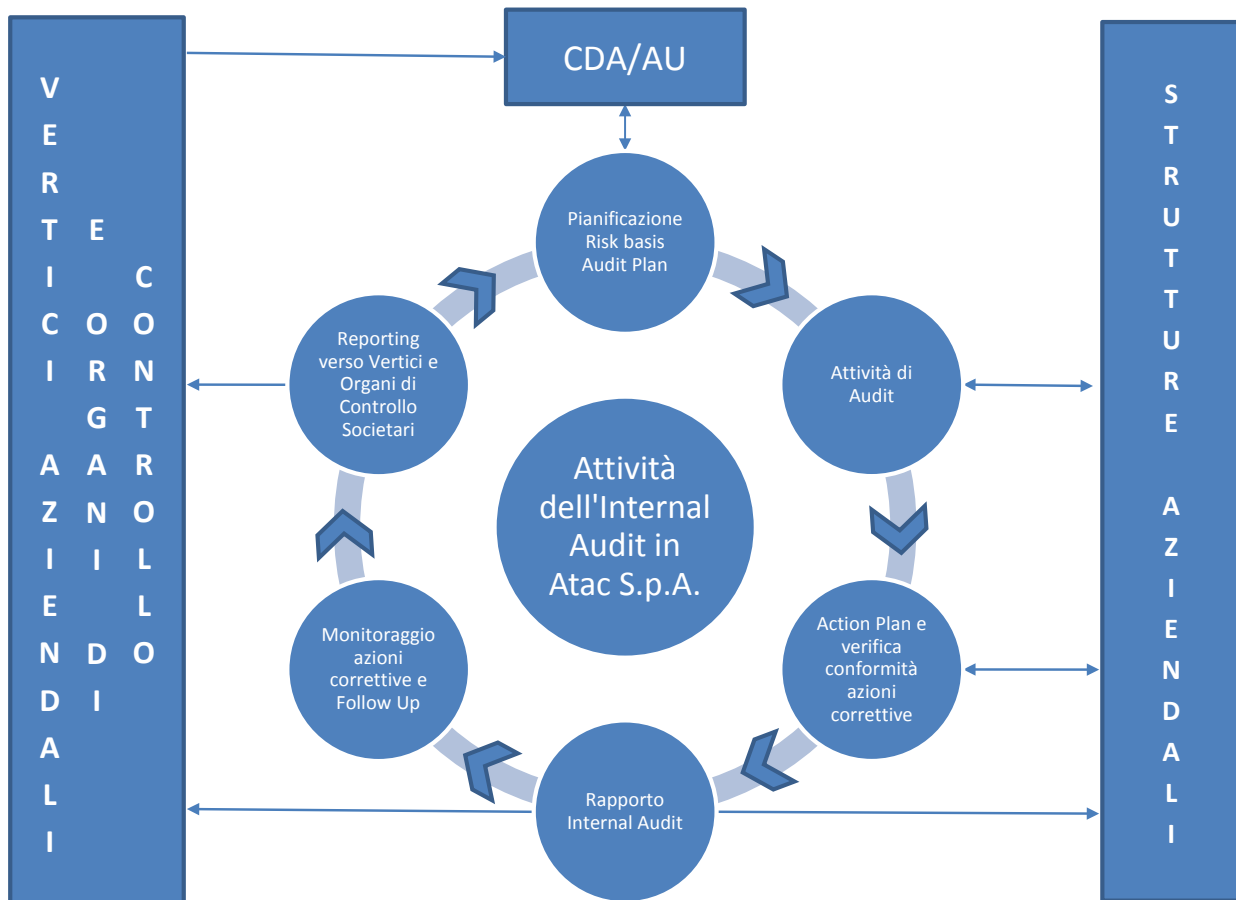 CDA/AU
VERTICI AZIENDALI
E ORGANI DI
CONTROLLO
STRUTTURE AZIENDALI
Pianificazione
Risk basis
Audit Plan
Attività di
Audit
Action Plan e
verifica
conformità
azioni
correttive
Rapporto
Internal Audit
Monitoraggio
azioni
correttive e
Follow Up
Reporting
verso Vertici e
Organi di
Controllo
Societari
Attività
dell'Internal
Audit in
Atac S.p.A.